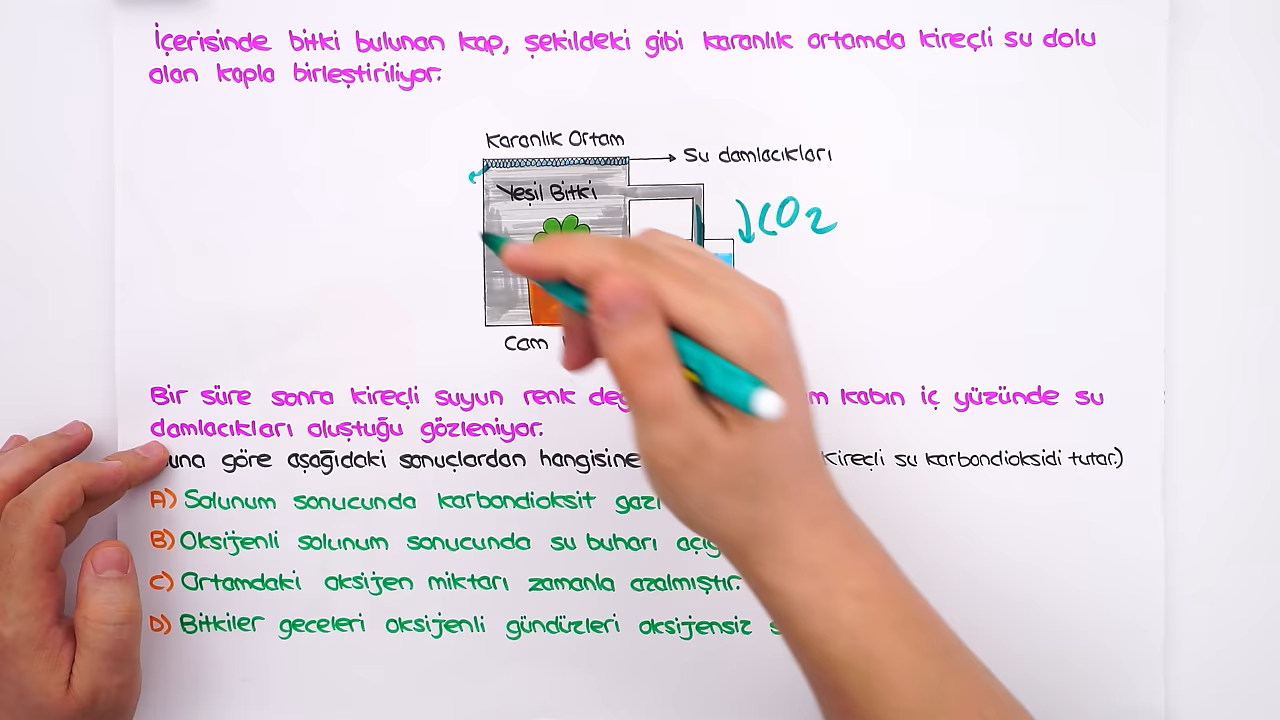 İçerisinde bitki bulunan kap, şekildeki gibi karanlık ortamda kireçli su dolu
olan kapla birleştiriliyor.
Karanlık Ortam
Su damlacıkları
Yeşil Bitki
CO2
Cam
Bir süre sonra kireçli suyun renk kabın iç yüzünde su
damlacıkları oluştuğu gözleniyor.
göre aşağıdaki sonuçlardan hangisine Kireçli su karbondioksidi tutar.)
A) Solunum sonucunda karbondioksit gazı
B) Oksijenli solunum sonucunda su buharı
C) Ortamdaki oksijen miktarı zamanla azalmıştır.
D) Bitkiler geceleri oksijenli gündüzleri oksijensiz